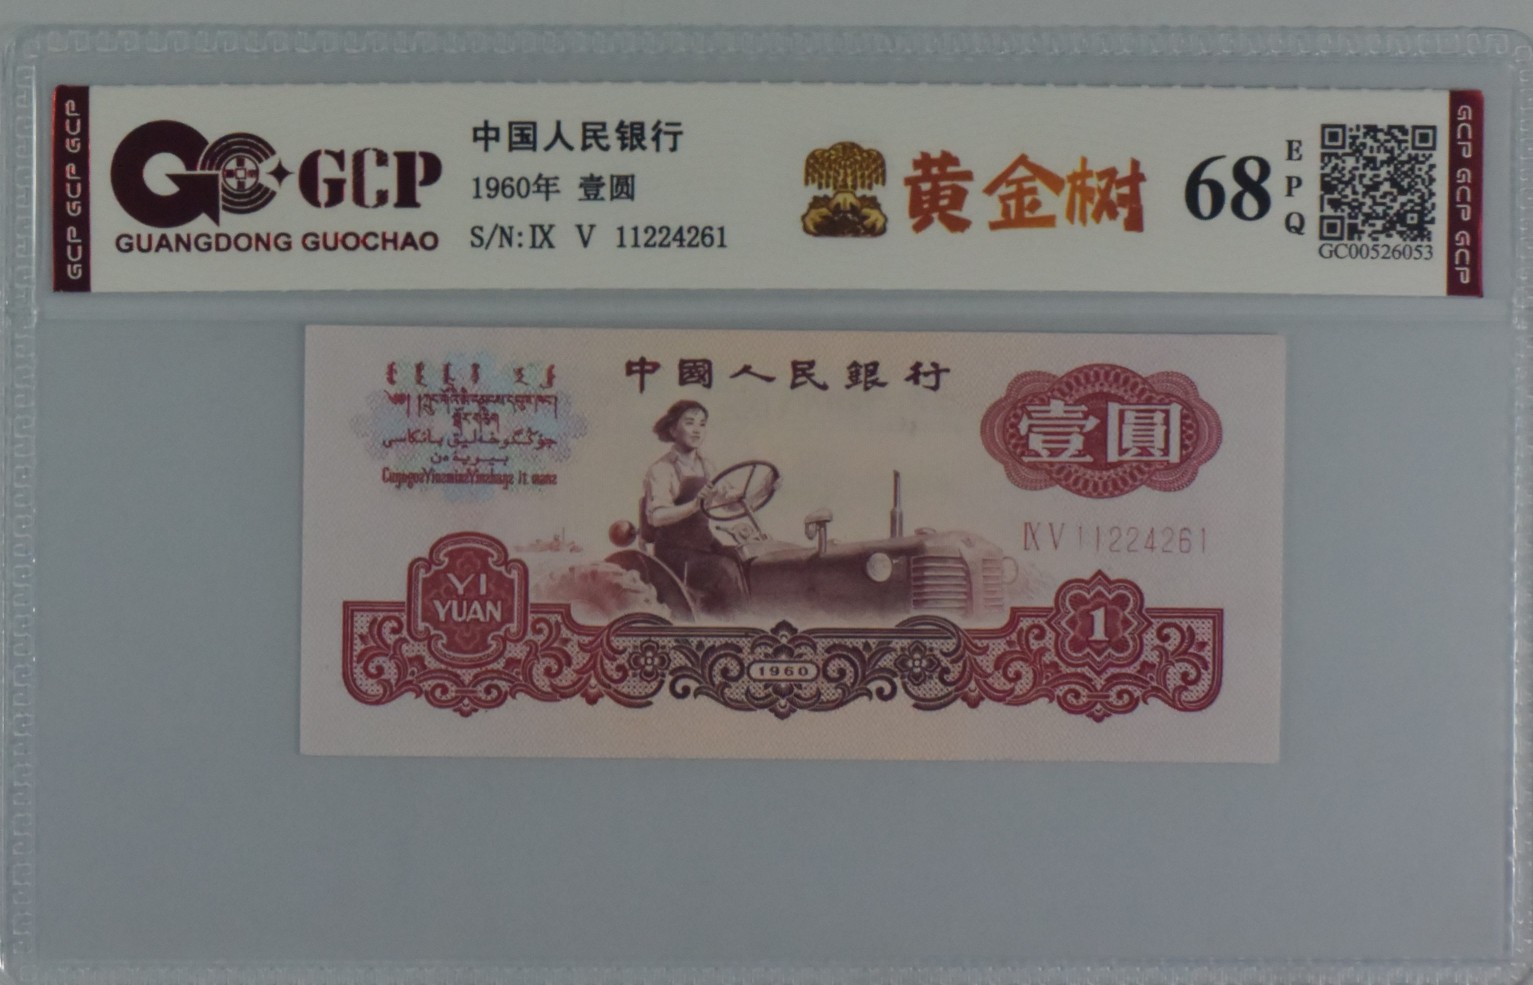 GCP GCP GCP
GCP
GUANGDONG GUOCHAO
中国人民银行
1960年 壹圆
S/N:IX V 11224261
黄金树
68
EPQ
GC00526053
GCP GCP GCP
中國人民銀行
壹圓
IX V 11224261
YI
YUAN
1960
1